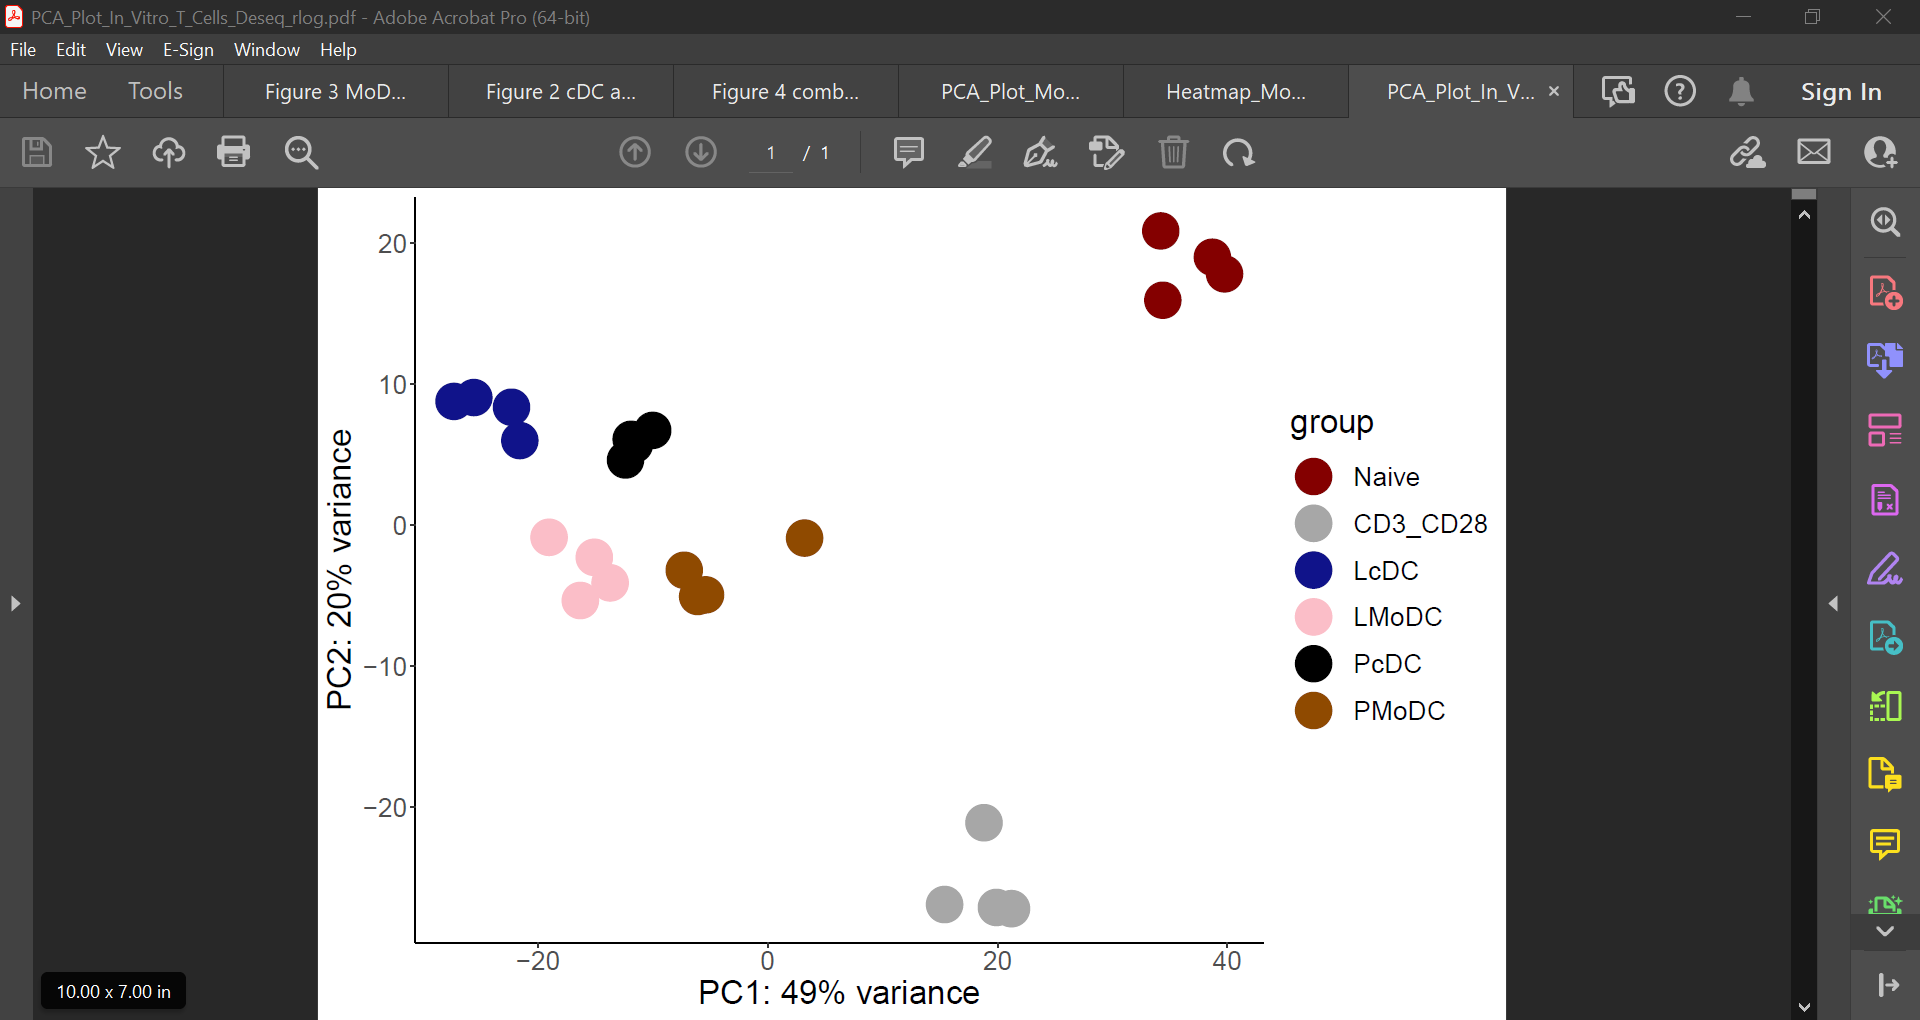 PCA_Plot_In_Vitro_T_Cells_Deseq_rlog.pdf - Adobe Acrobat Pro (64-bit)
File Edit View E-Sign Window Help
Home Tools Figure 3 MoD... Figure 2 cDC a... Figure 4 comb... PCA_Plot_Mo... Heatmap_Mo... PCA_Plot_In_V... × Sign In
1 / 1
20
10
0
−10
−20
PC2: 20% variance
group
Naive
CD3_CD28
LcDC
LMoDC
PcDC
PMoDC
−20 0 20 40
PC1: 49% variance
10.00 x 7.00 in